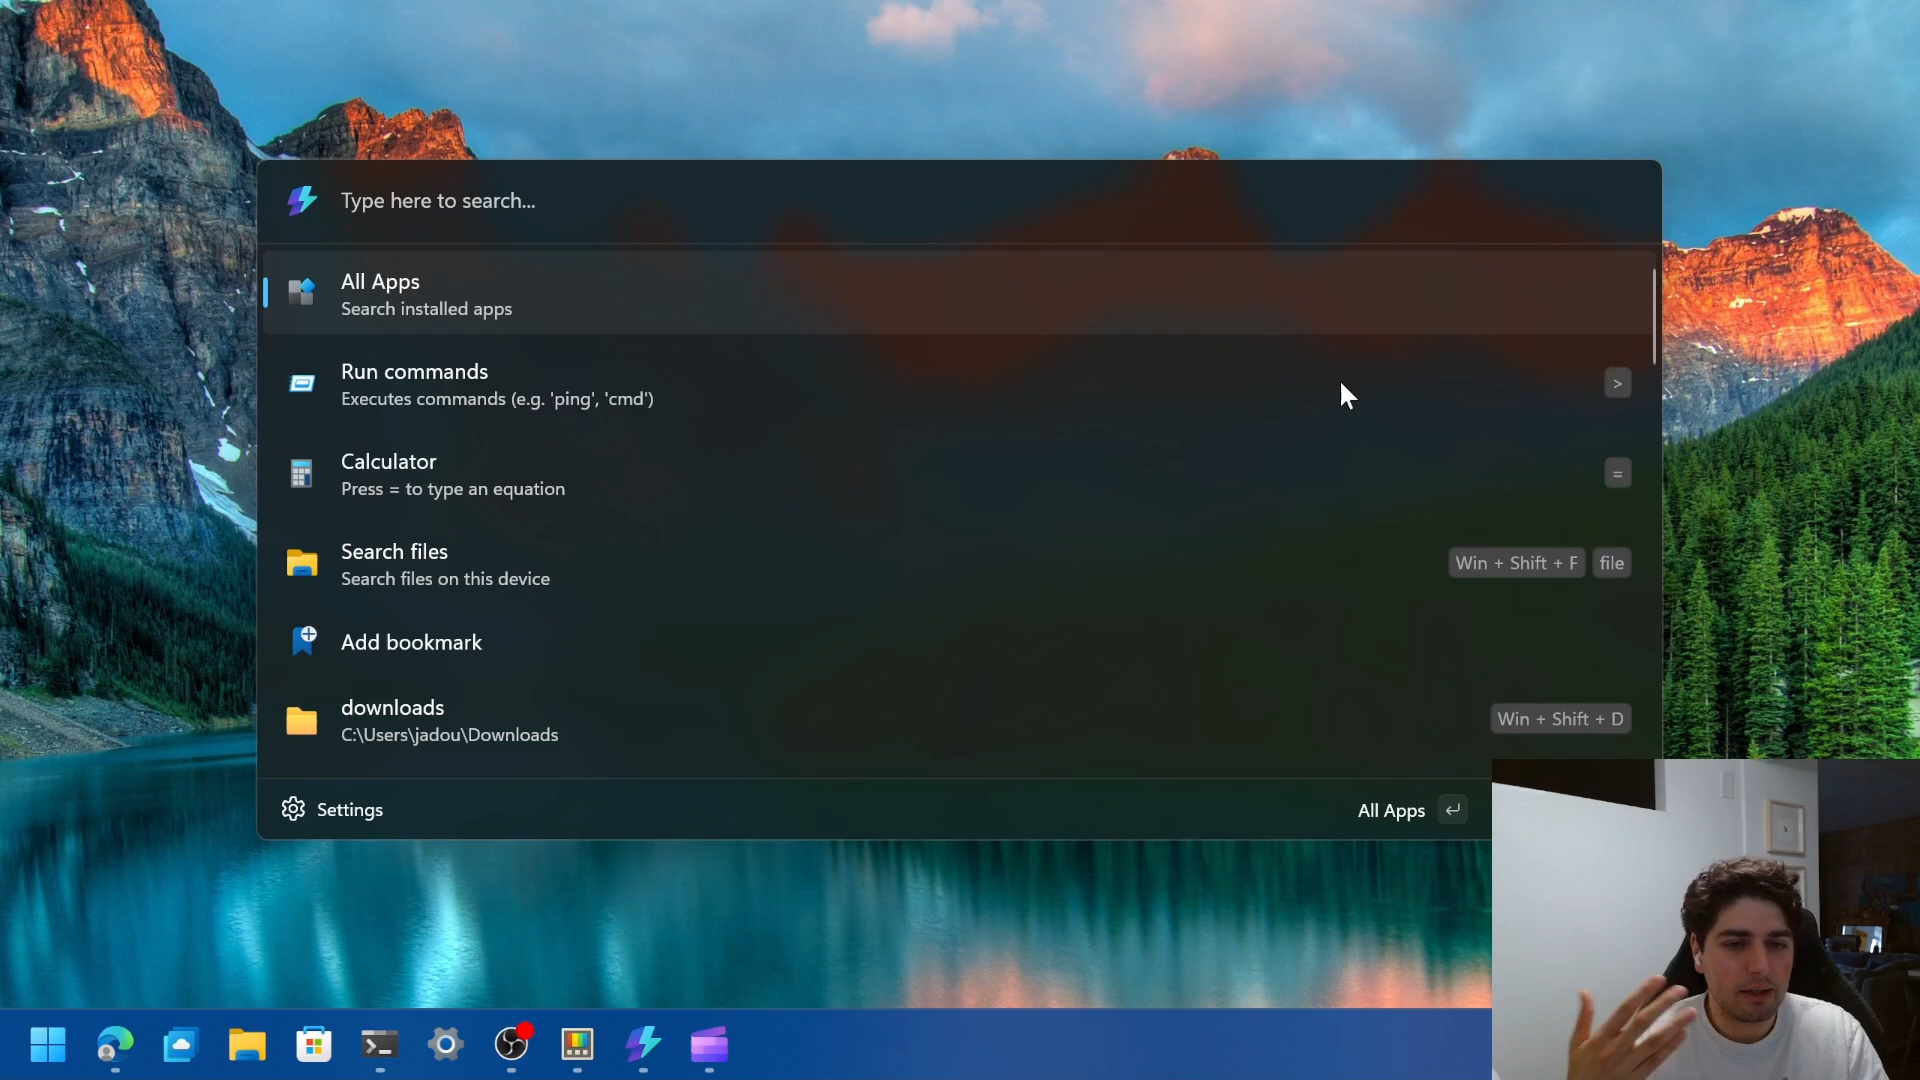 Type here to search...
All Apps
Search installed apps
Run commands
Executes commands (e.g. 'ping', 'cmd')
>
Calculator
Press = to type an equation
=
Search files
Search files on this device
Win + Shift + F file
Add bookmark
downloads
C:\Users\jadou\Downloads
Win + Shift + D
Settings
All Apps